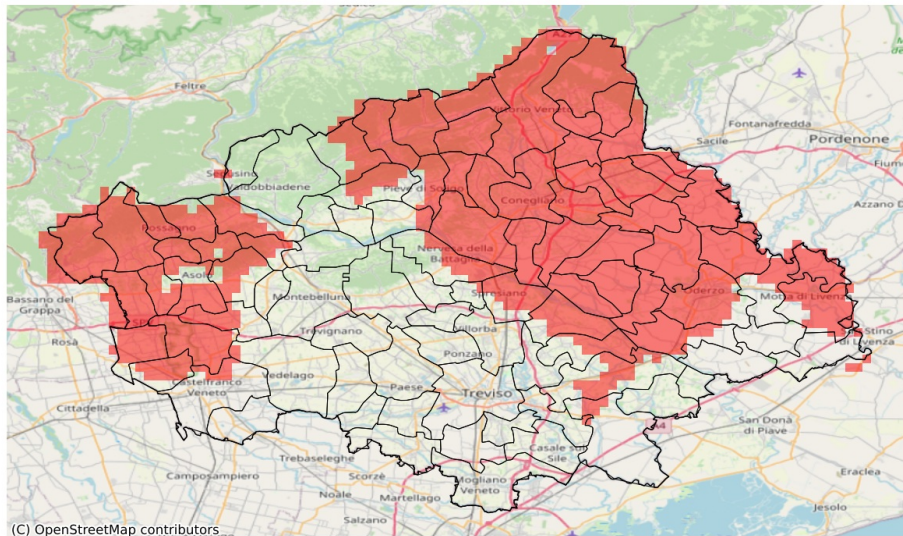 Feltre
Vittorio Veneto
Fontanafredda
Sacile
Pordenone
Fiume
Valdobbiadene
Pieve di Soligo
Conegliano
Azzano D
Possagno
Nervesa della
Battaglia
Asolo
Oderzo
Bassano del
Grappa
Montebelluna
Spresiano
Motta di Livenza
Rosà
Trevignano
Villorba
San Stino
di Livenza
Ponzano
Castelfranco
Veneto
Vedelago
Paese
Treviso
Cittadella
San Donà
di Piave
A4
Trebaseleghe
Casale sul
Sile
Camposampiero
Scorzè
Mogliano
Veneto
Eraclea
Noale
Martellago
Jesolo
Salzano
(C) OpenStreetMap contributors